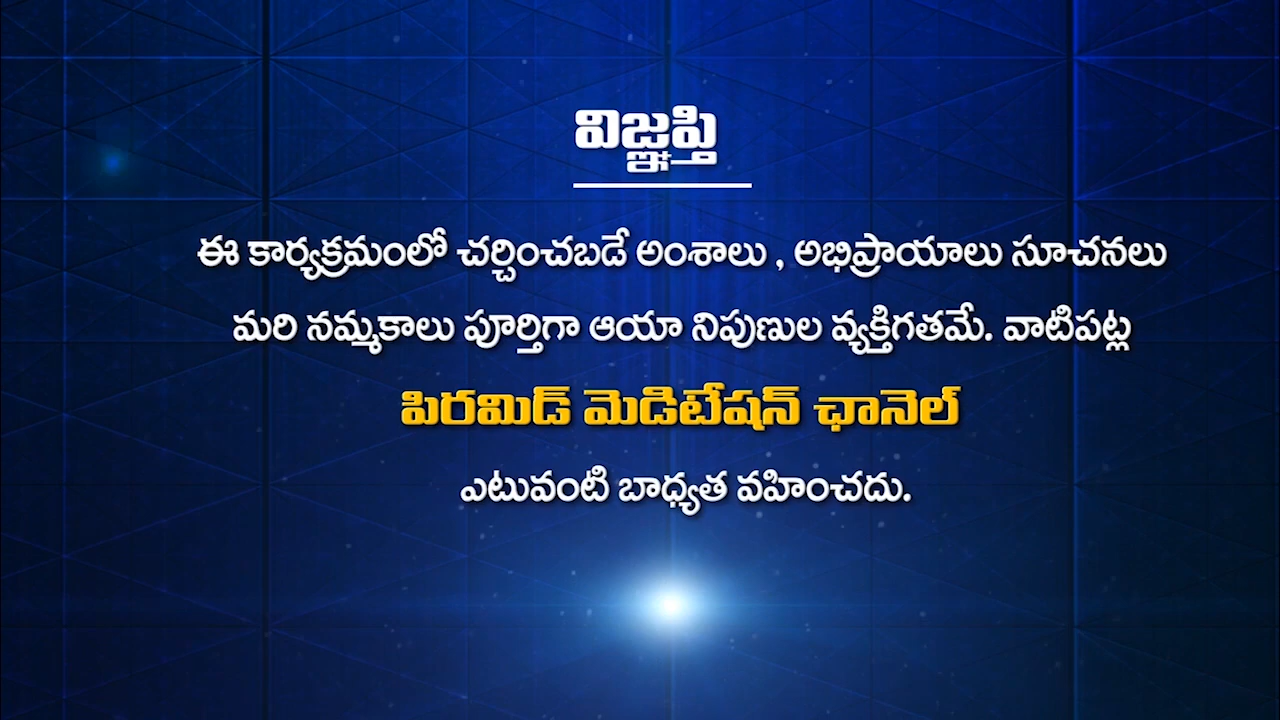 విజ్ఞప్తి
ఈ కార్యక్రమంలో చర్చించబడే అంశాలు , అభిప్రాయాలు సూచనలు
మరి నమ్మకాలు పూర్తిగా ఆయా నిపుణుల వ్యక్తిగతమే. వాటిపట్ల
పిరమిడ్ మెడిటేషన్ ఛానెల్
ఎటువంటి బాధ్యత వహించదు.